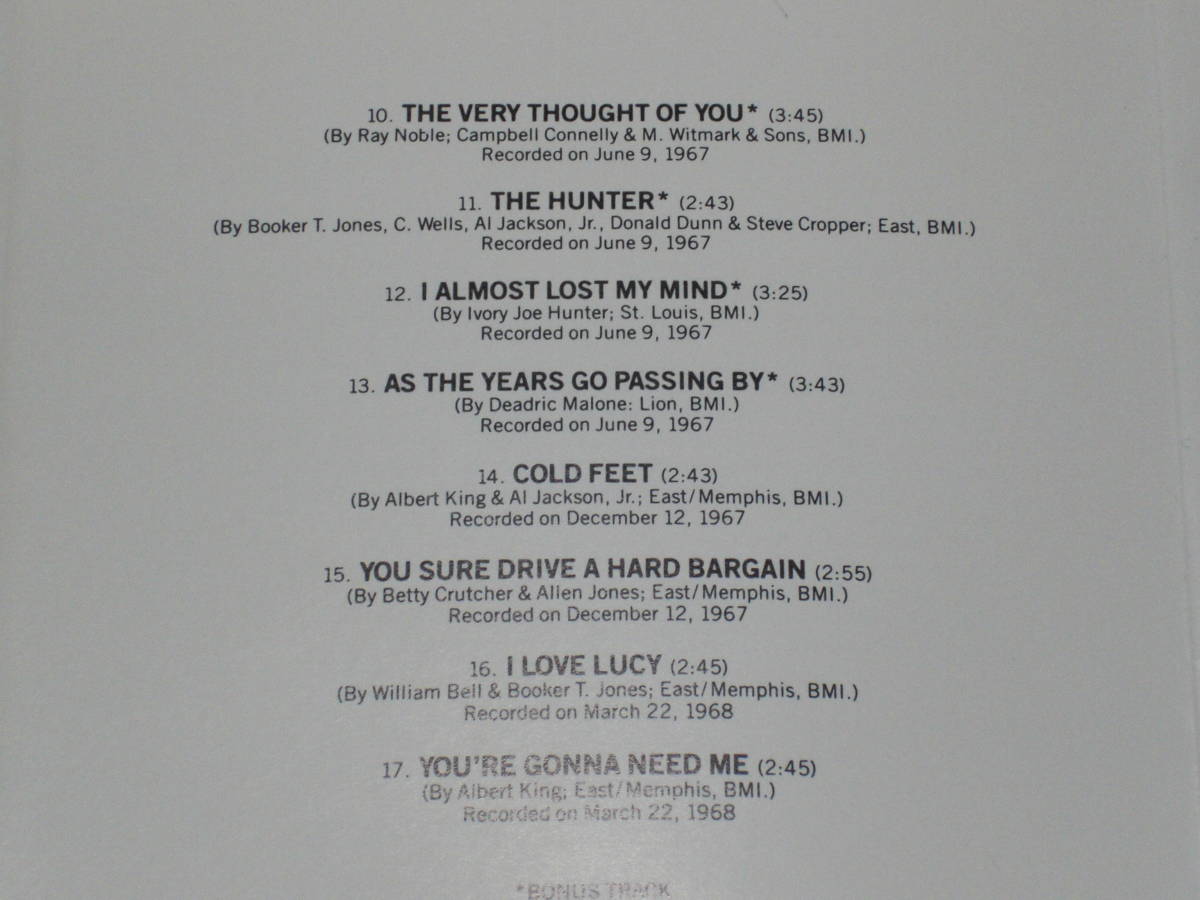 10. THE VERY THOUGHT OF YOU* (3:45)
(By Ray Noble; Campbell Connelly & M. Witmark & Sons, BMI.)
Recorded on June 9, 1967
11. THE HUNTER* (2:43)
(By Booker T. Jones, C. Wells, Al Jackson, Jr., Donald Dunn & Steve Cropper; East, BMI.)
Recorded on June 9, 1967
12. I ALMOST LOST MY MIND* (3:25)
(By Ivory Joe Hunter; St. Louis, BMI.)
Recorded on June 9, 1967
13. AS THE YEARS GO PASSING BY* (3:43)
(By Deadric Malone: Lion, BMI.)
Recorded on June 9, 1967
14. COLD FEET (2:43)
(By Albert King & Al Jackson, Jr.; East/Memphis, BMI.)
Recorded on December 12, 1967
15. YOU SURE DRIVE A HARD BARGAIN (2:55)
(By Betty Crutcher & Allen Jones; East/Memphis, BMI.)
Recorded on December 12, 1967
16. I LOVE LUCY (2:45)
(By William Bell & Booker T. Jones; East/Memphis, BMI.)
Recorded on March 22, 1968
17. YOU'RE GONNA NEED ME (2:45)
(By Albert King; East/Memphis, BMI.)
Recorded on March 22, 1968
*BONUS TRACK